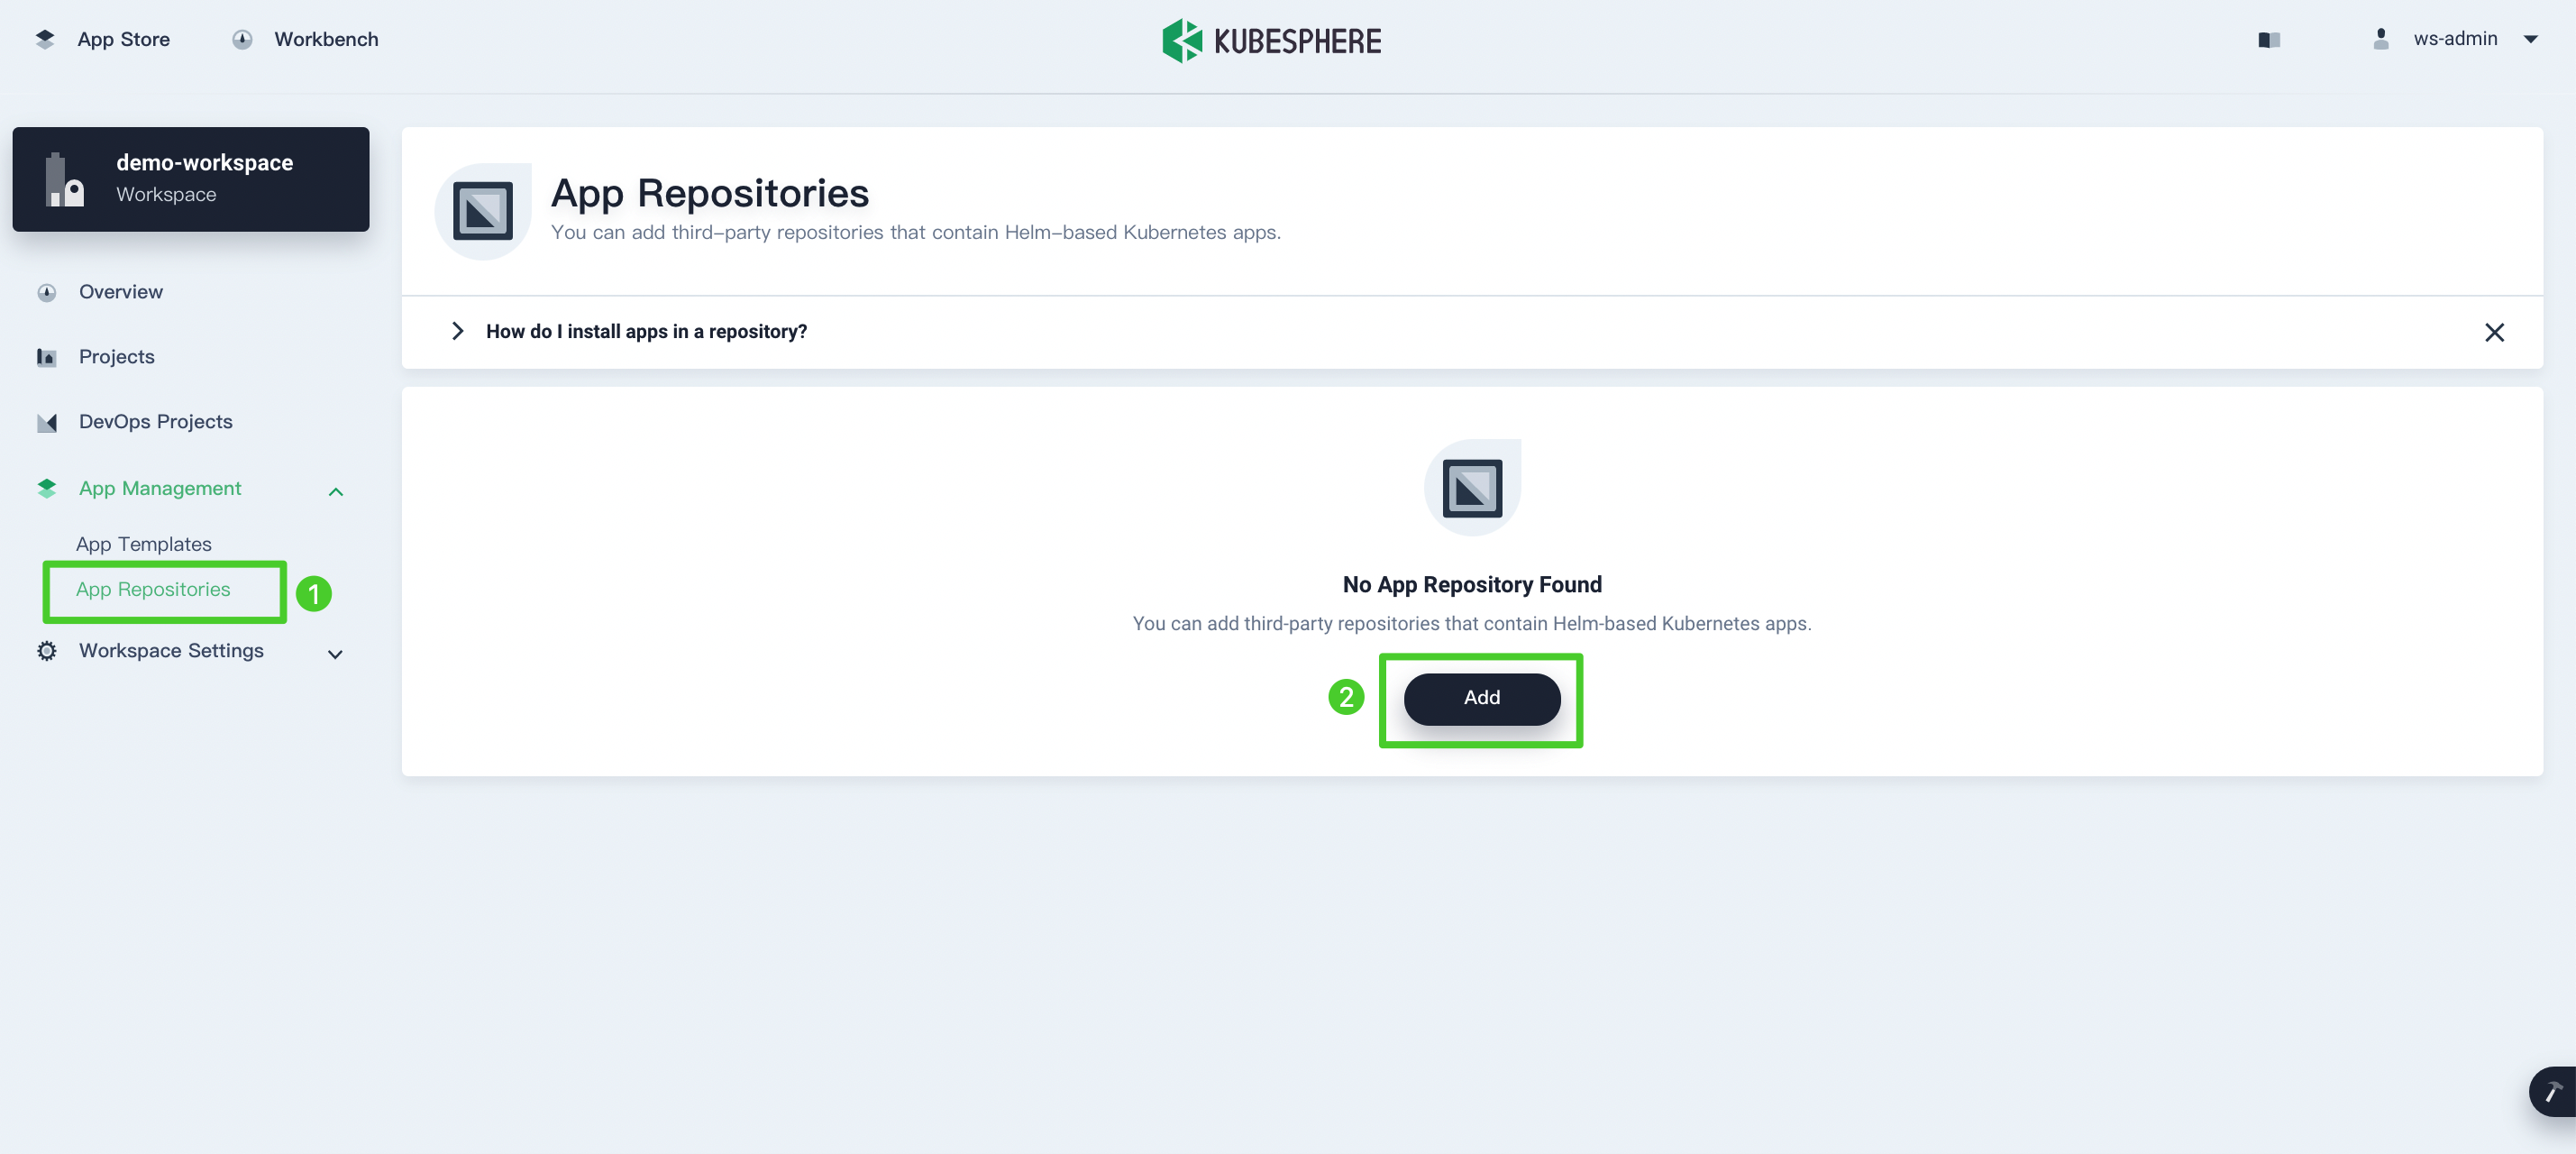 App Store
Workbench
KUBESPHERE
ws-admin
demo-workspace
Workspace
Overview
Projects
DevOps Projects
App Management
App Templates
App Repositories
1
Workspace Settings
App Repositories
You can add third-party repositories that contain Helm-based Kubernetes apps.
How do I install apps in a repository?
No App Repository Found
You can add third-party repositories that contain Helm-based Kubernetes apps.
2
Add